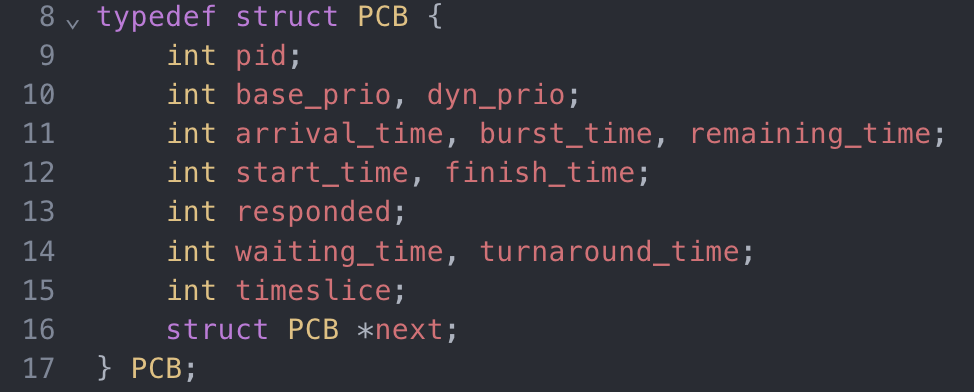 8 typedef struct PCB {
9     int pid;
10     int base_prio, dyn_prio;
11     int arrival_time, burst_time, remaining_time;
12     int start_time, finish_time;
13     int responded;
14     int waiting_time, turnaround_time;
15     int timeslice;
16     struct PCB *next;
17 } PCB;